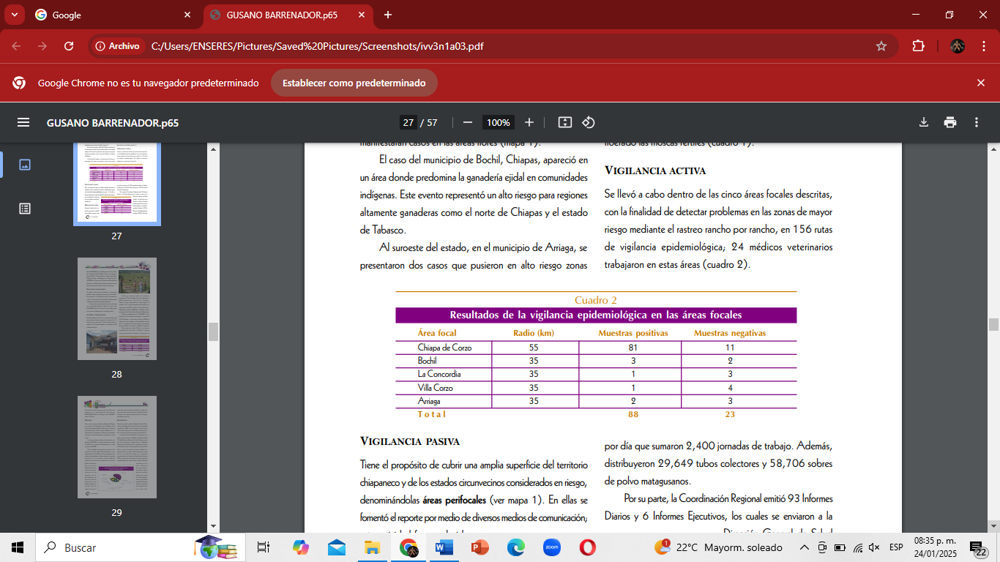 Google
GUSANO BARRENADOR.p65
Archivo
C:/Users/ENSERES/Pictures/Saved%20Pictures/Screenshots/ivv3n1a03.pdf
Google Chrome no es tu navegador predeterminado
Establecer como predeterminado
GUSANO BARRENADOR.p65
27 / 57
100%
27
28
29
manifestaran casos en las áreas libres (mapa 1).
El caso del municipio de Bochil, Chiapas, apareció en
un área donde predomina la ganadería ejidal en comunidades
indígenas. Este evento representó un alto riesgo para regiones
altamente ganaderas como el norte de Chiapas y el estado
de Tabasco.
Al suroeste del estado, en el municipio de Arriaga, se
presentaron dos casos que pusieron en alto riesgo zonas
liberado las moscas fértiles (cuadro 1).
VIGILANCIA ACTIVA
Se llevó a cabo dentro de las cinco áreas focales descritas,
con la finalidad de detectar problemas en las zonas de mayor
riesgo mediante el rastreo rancho por rancho, en 156 rutas
de vigilancia epidemiológica; 24 médicos veterinarios
trabajaron en estas áreas (cuadro 2).
Cuadro 2
Resultados de la vigilancia epidemiológica en las áreas focales
Área focal Radio (km) Muestras positivas Muestras negativas
Chiapa de Corzo 55 81 11
Bochil 35 3 2
La Concordia 35 1 3
Villa Corzo 35 1 4
Arriaga 35 2 3
Total 88 23
VIGILANCIA PASIVA
Tiene el propósito de cubrir una amplia superficie del territorio
chiapaneco y de los estados circunvecinos considerados en riesgo,
denominándolas áreas perifocales (ver mapa 1). En ellas se
fomentó el reporte por medio de diversos medios de comunicación;
por día que sumaron 2,400 jornadas de trabajo. Además,
distribuyeron 29,649 tubos colectores y 58,706 sobres
de polvo matagusanos.
Por su parte, la Coordinación Regional emitió 93 Informes
Diarios y 6 Informes Ejecutivos, los cuales se enviaron a la
Dirección General de Salud
Buscar
zoom
1
22°C Mayorm. soleado
ESP
08:35 p. m.
24/01/2025
22